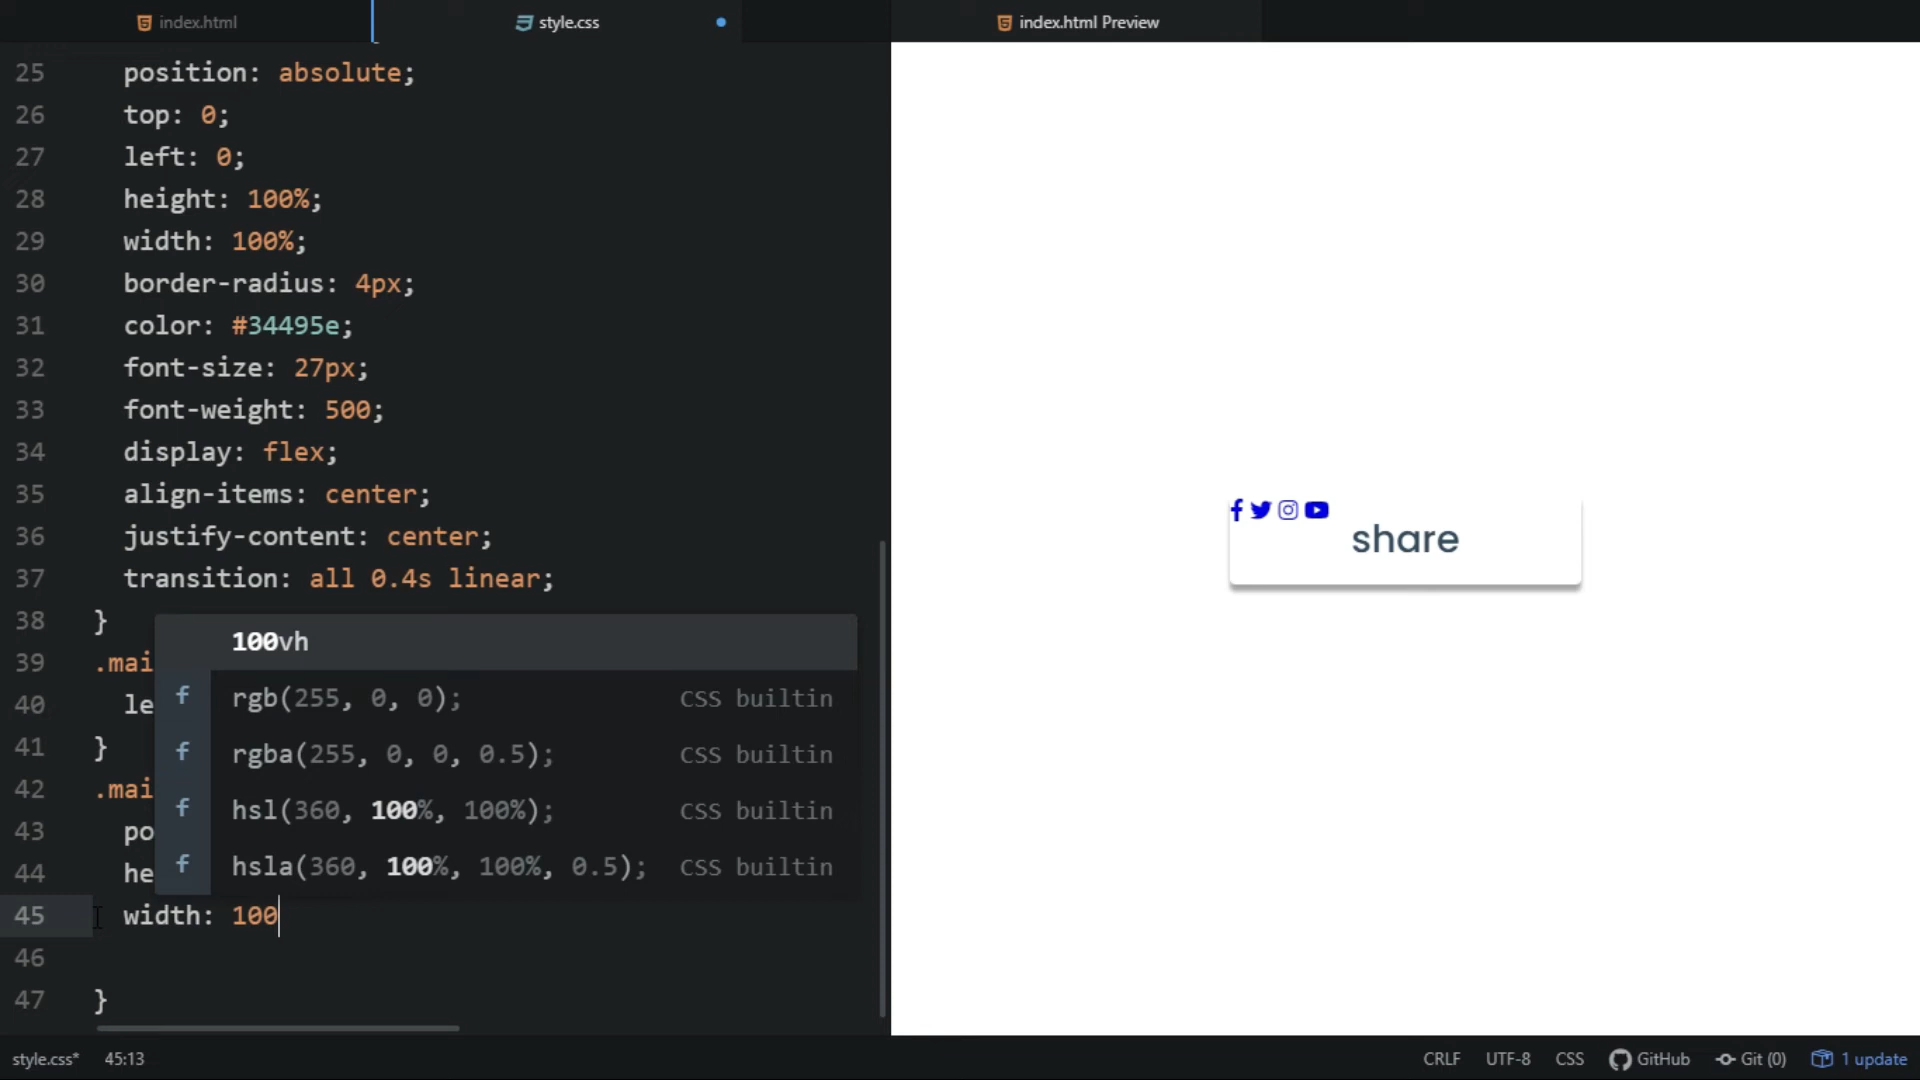 index.html
style.css
index.html Preview
25 position: absolute;
26 top: 0;
27 left: 0;
28 height: 100%;
29 width: 100%;
30 border-radius: 4px;
31 color: #34495e;
32 font-size: 27px;
33 font-weight: 500;
34 display: flex;
35 align-items: center;
36 justify-content: center;
37 transition: all 0.4s linear;
38 }
39 .mai
40 le
41 }
42 .mai
43 po
44 he
45 width: 100
46
47 }
100vh
f rgb(255, 0, 0); CSS builtin
f rgba(255, 0, 0, 0.5); CSS builtin
f hsl(360, 100%, 100%); CSS builtin
f hsla(360, 100%, 100%, 0.5); CSS builtin
share
style.css* 45:13
CRLF UTF-8 CSS GitHub Git (0) 1 update